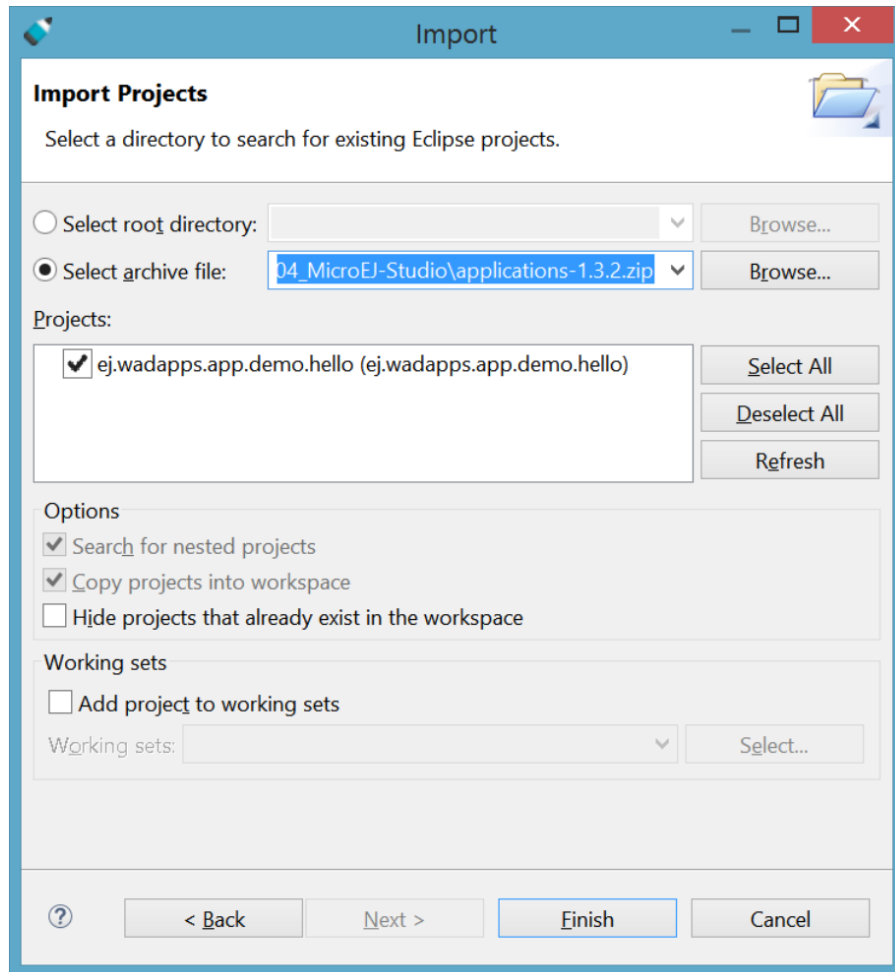 Import
Import Projects
Select a directory to search for existing Eclipse projects.
Select root directory:
Browse...
Select archive file:
04_MicroEJ-Studio\applications-1.3.2.zip
Browse...
Projects:
ej.wadapps.app.demo.hello (ej.wadapps.app.demo.hello)
Select All
Deselect All
Refresh
Options
Search for nested projects
Copy projects into workspace
Hide projects that already exist in the workspace
Working sets
Add project to working sets
Working sets:
Select...
?
< Back
Next >
Finish
Cancel